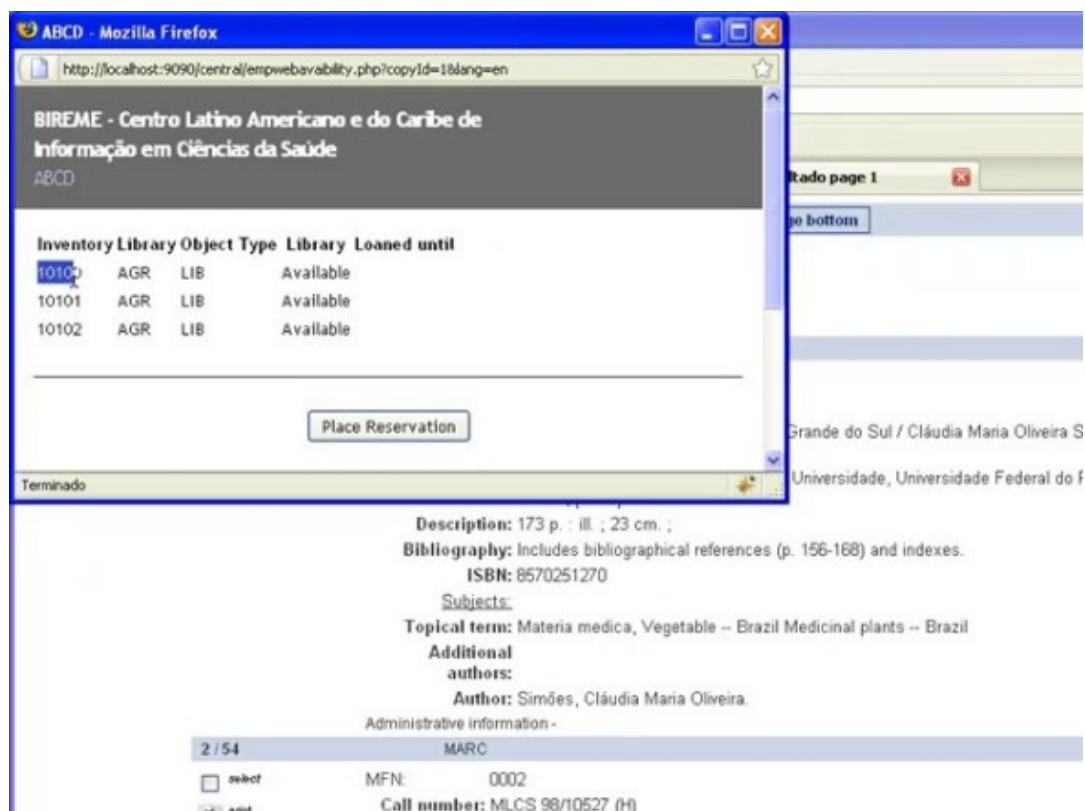 ABCD - Mozilla Firefox
http://localhost:9090/central/empwebavability.php?copyId=1&lang=en
BIREME - Centro Latino Americano e do Caribe de
Informação em Ciências da Saúde
ABCD
ltado page 1
ge bottom
Inventory Library Object Type Library Loaned until
10100 AGR LIB Available
10101 AGR LIB Available
10102 AGR LIB Available
Place Reservation
Grande do Sul / Cláudia Maria Oliveira S
Universidade, Universidade Federal do R
Terminado
Description: 173 p. : ill. ; 23 cm. ;
Bibliography: Includes bibliographical references (p. 156-168) and indexes.
ISBN: 8570251270
Subjects:
Topical term: Materia medica, Vegetable -- Brazil Medicinal plants -- Brazil
Additional
authors:
Author: Simões, Cláudia Maria Oliveira.
Administrative information -
2 / 54 MARC
select MFN: 0002
Call number: MLCS 98/10527 (H)